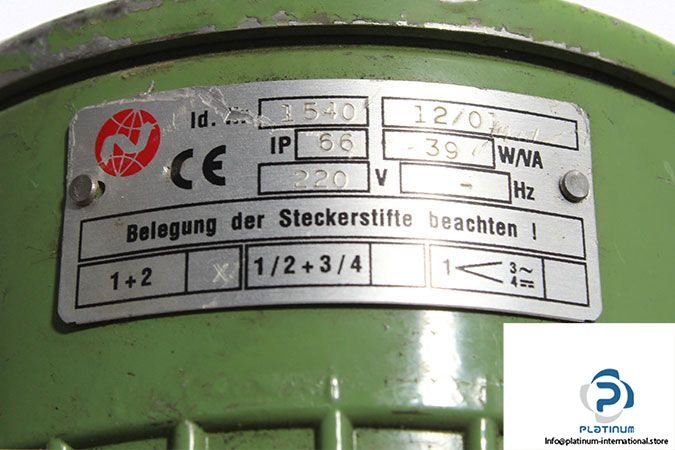 Id. Nr. 1540 12/0
IP 66 39 W/VA
220 V - Hz
Belegung der Steckerstifte beachten !
1+2 X 1/2+3/4 1 < 3~
4⎓
CE
PLATINUM
Info@platinum-international.store